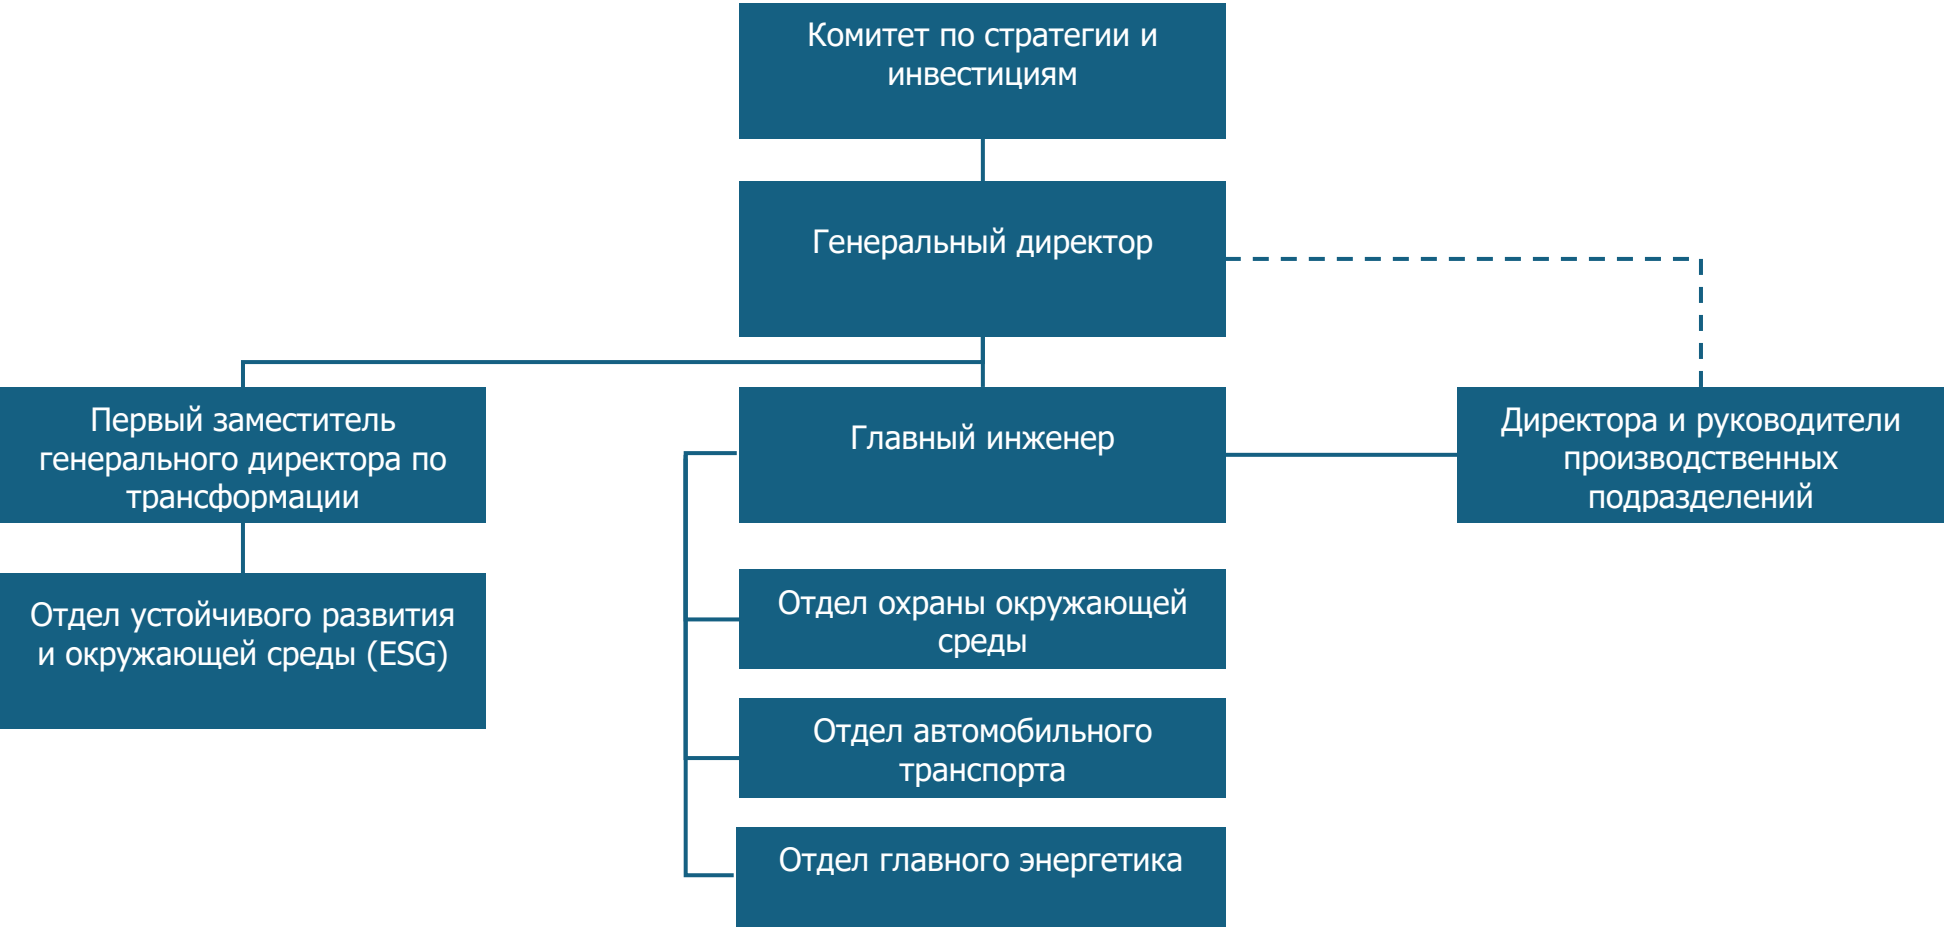 Комитет по стратегии и
инвестициям
Генеральный директор
Первый заместитель
генерального директора по
трансформации
Главный инженер
Директора и руководители
производственных
подразделений
Отдел устойчивого развития
и окружающей среды (ESG)
Отдел охраны окружающей
среды
Отдел автомобильного
транспорта
Отдел главного энергетика